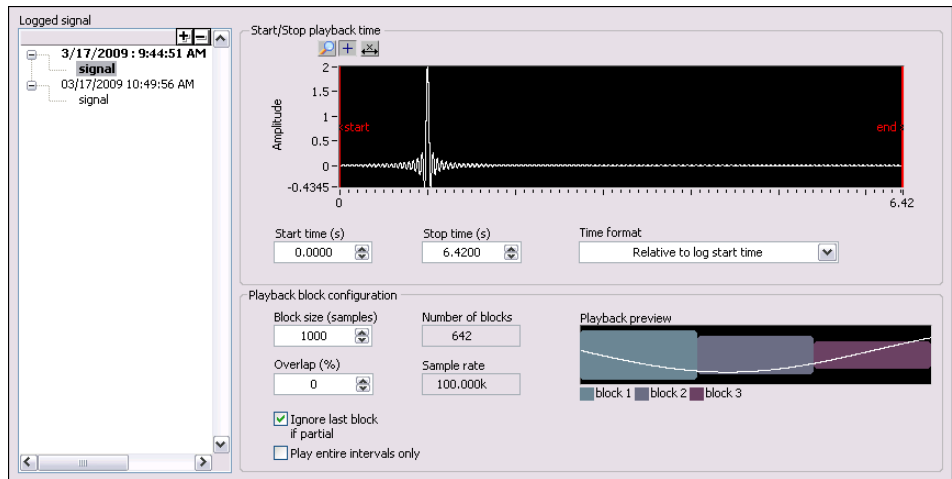 Logged signal
3/17/2009 : 9:44:51 AM
signal
03/17/2009 10:49:56 AM
signal
Start/Stop playback time
Amplitude
2
1.5
1
0.5
0
-0.4345
start
end
0
6.42
Start time (s)
Stop time (s)
Time format
0.0000
6.4200
Relative to log start time
Playback block configuration
Block size (samples)
Number of blocks
Playback preview
1000
642
Overlap (%)
Sample rate
0
100.000k
block 1
block 2
block 3
Ignore last block
if partial
Play entire intervals only